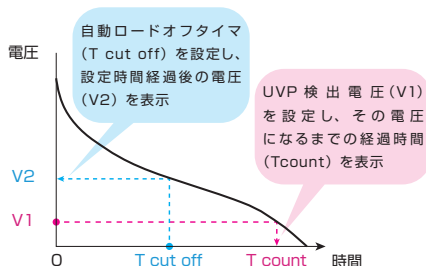 自動ロードオフタイマ
(T cut off) を設定し、
設定時間経過後の電圧
(V2) を表示
電圧
UVP検出電圧(V1)
を設定し、その電圧
になるまでの経過時間
(Tcount) を表示
V2
V1
0
T cut off
T count
時間